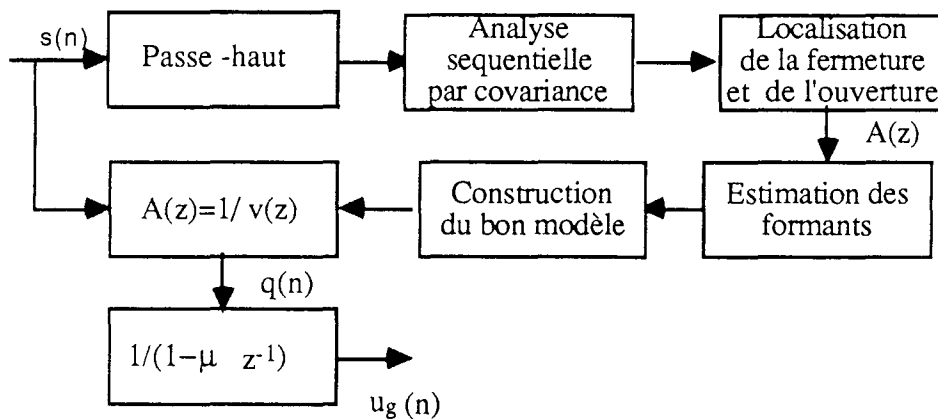 s(n)
Passe -haut
Analyse
sequentielle
par covariance
Localisation
de la fermeture
et de l'ouverture
A(z)
A(z)=1/ v(z)
Construction
du bon modèle
Estimation des
formants
q(n)
1/(1-μ z-1)
ug (n)